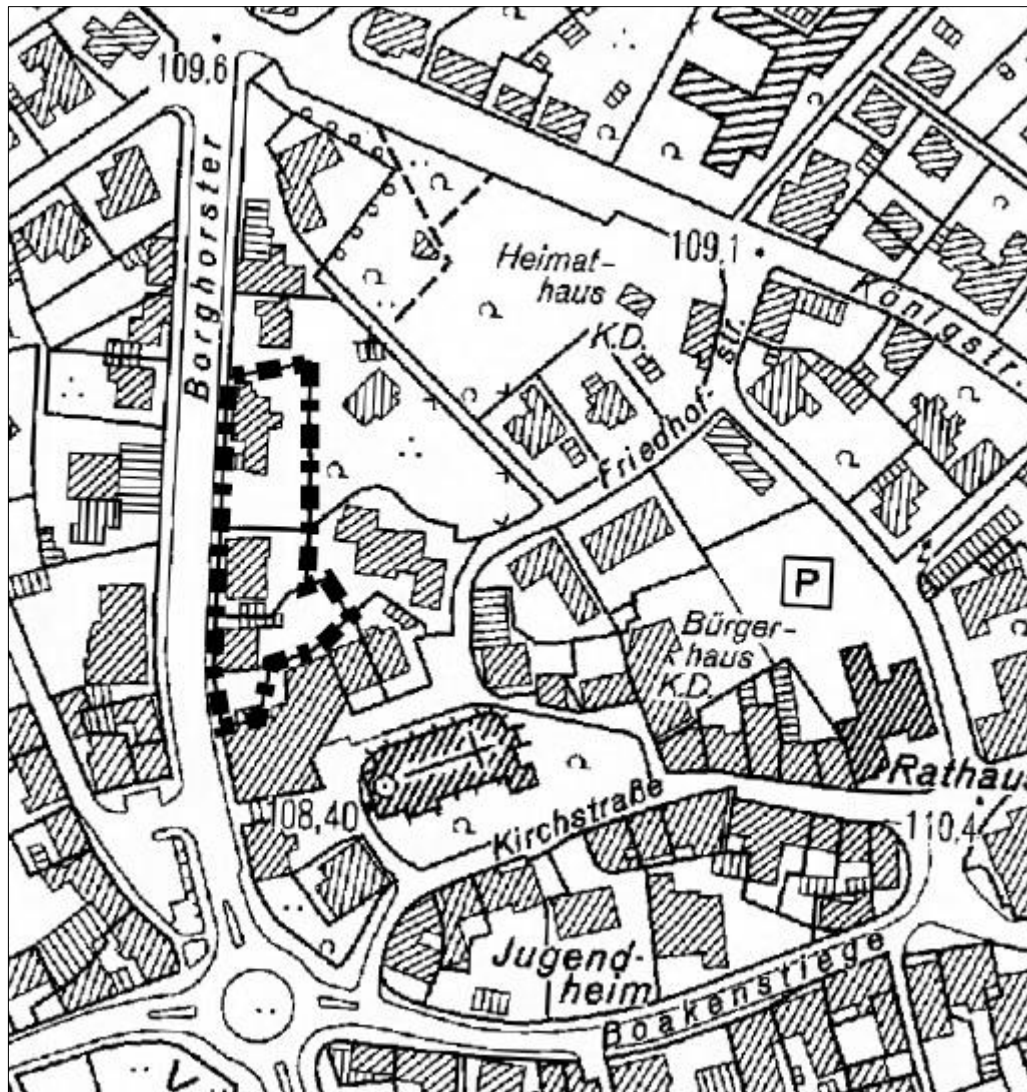 109,6
Borghorster
Heimat-
haus
K.D.
109,1
Königstr.
Friedhof-
str.
P
Bürger-
haus
K.D.
Rathaus
108,40
Kirchstraße
110,4
Jugend-
heim
Boakenstiege